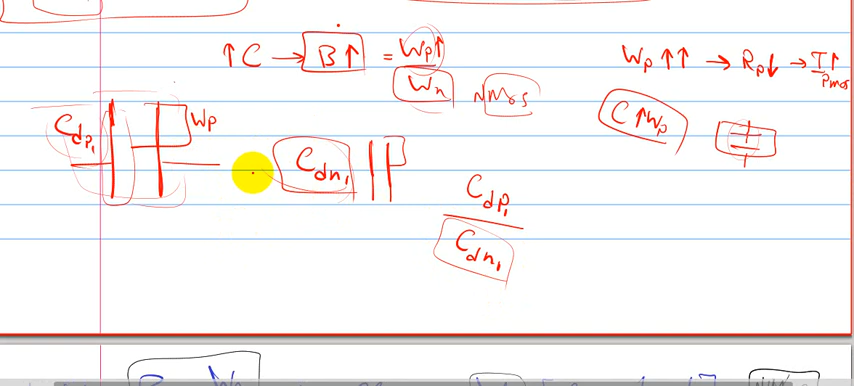 ↑C → B↑ = Wp↑
Wn
NMos
Wp↑↑ → Rp↓ → I↑
Pmos
C↑Wp
Cdp1
Wp
Cdn1
Cdp1
Cdn1